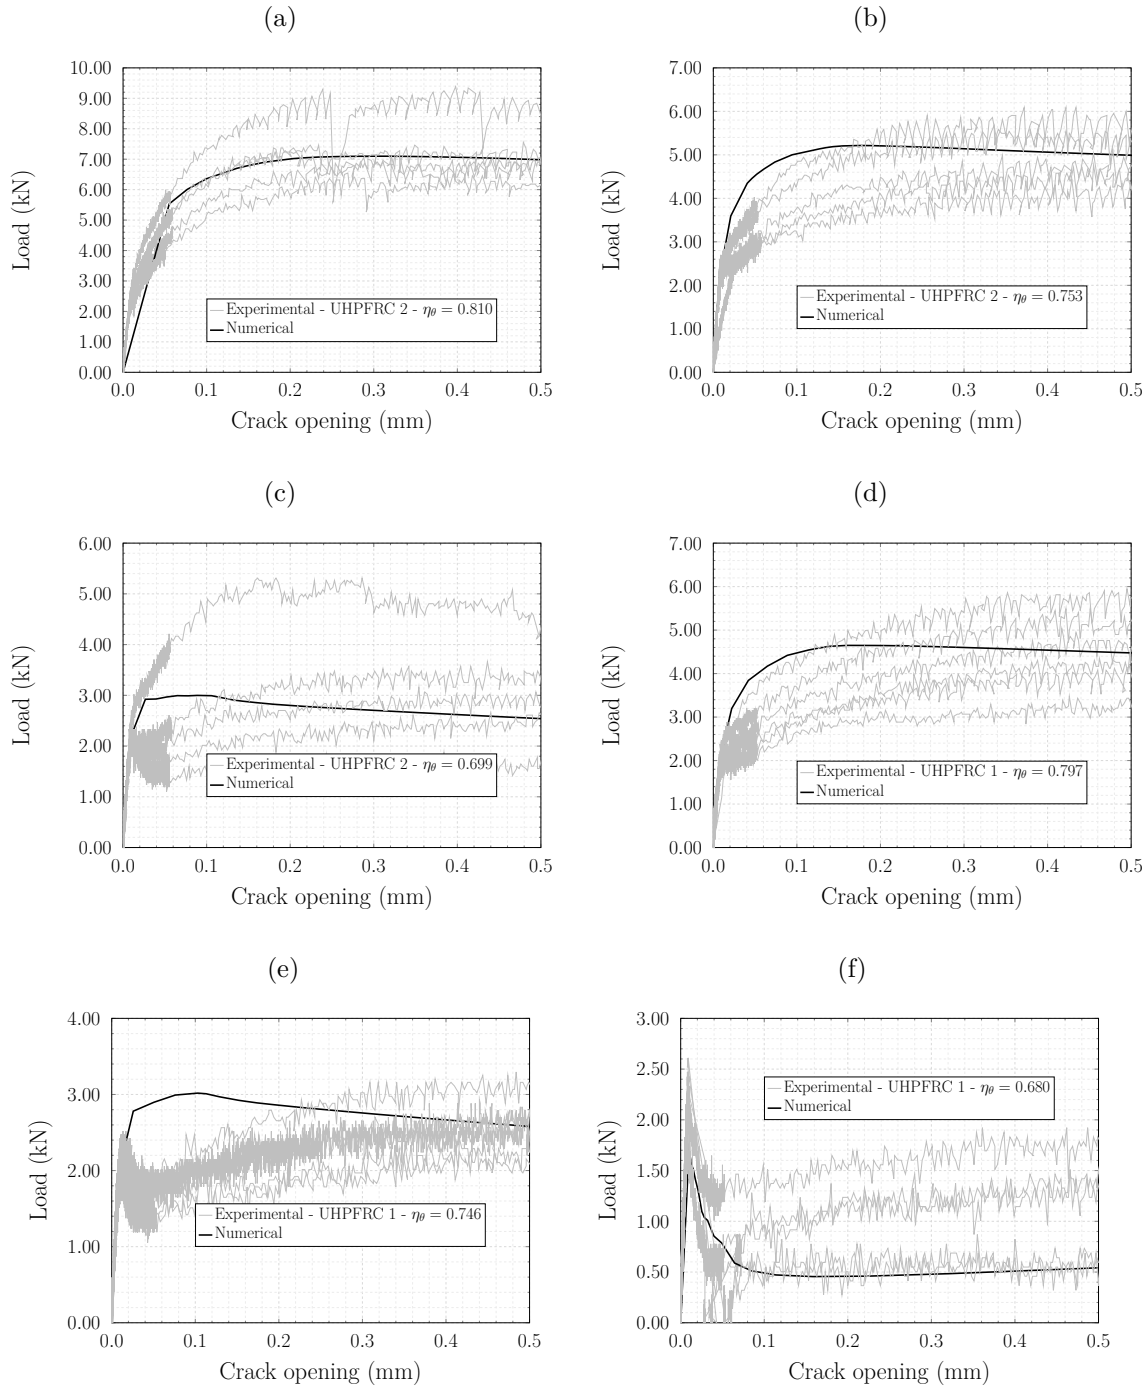 (a)
10.00
9.00
8.00
7.00
6.00
5.00
4.00
3.00
2.00
1.00
0.00
0.0 0.1 0.2 0.3 0.4 0.5
Load (kN)
Crack opening (mm)
Experimental - UHPFRC 2 - η_θ = 0.810
Numerical
(b)
7.00
6.00
5.00
4.00
3.00
2.00
1.00
0.00
0.0 0.1 0.2 0.3 0.4 0.5
Load (kN)
Crack opening (mm)
Experimental - UHPFRC 2 - η_θ = 0.753
Numerical
(c)
6.00
5.00
4.00
3.00
2.00
1.00
0.00
0.0 0.1 0.2 0.3 0.4 0.5
Load (kN)
Crack opening (mm)
Experimental - UHPFRC 2 - η_θ = 0.699
Numerical
(d)
7.00
6.00
5.00
4.00
3.00
2.00
1.00
0.00
0.0 0.1 0.2 0.3 0.4 0.5
Load (kN)
Crack opening (mm)
Experimental - UHPFRC 1 - η_θ = 0.797
Numerical
(e)
4.00
3.00
2.00
1.00
0.00
0.0 0.1 0.2 0.3 0.4 0.5
Load (kN)
Crack opening (mm)
Experimental - UHPFRC 1 - η_θ = 0.746
Numerical
(f)
3.00
2.50
2.00
1.50
1.00
0.50
0.00
0.0 0.1 0.2 0.3 0.4 0.5
Load (kN)
Crack opening (mm)
Experimental - UHPFRC 1 - η_θ = 0.680
Numerical